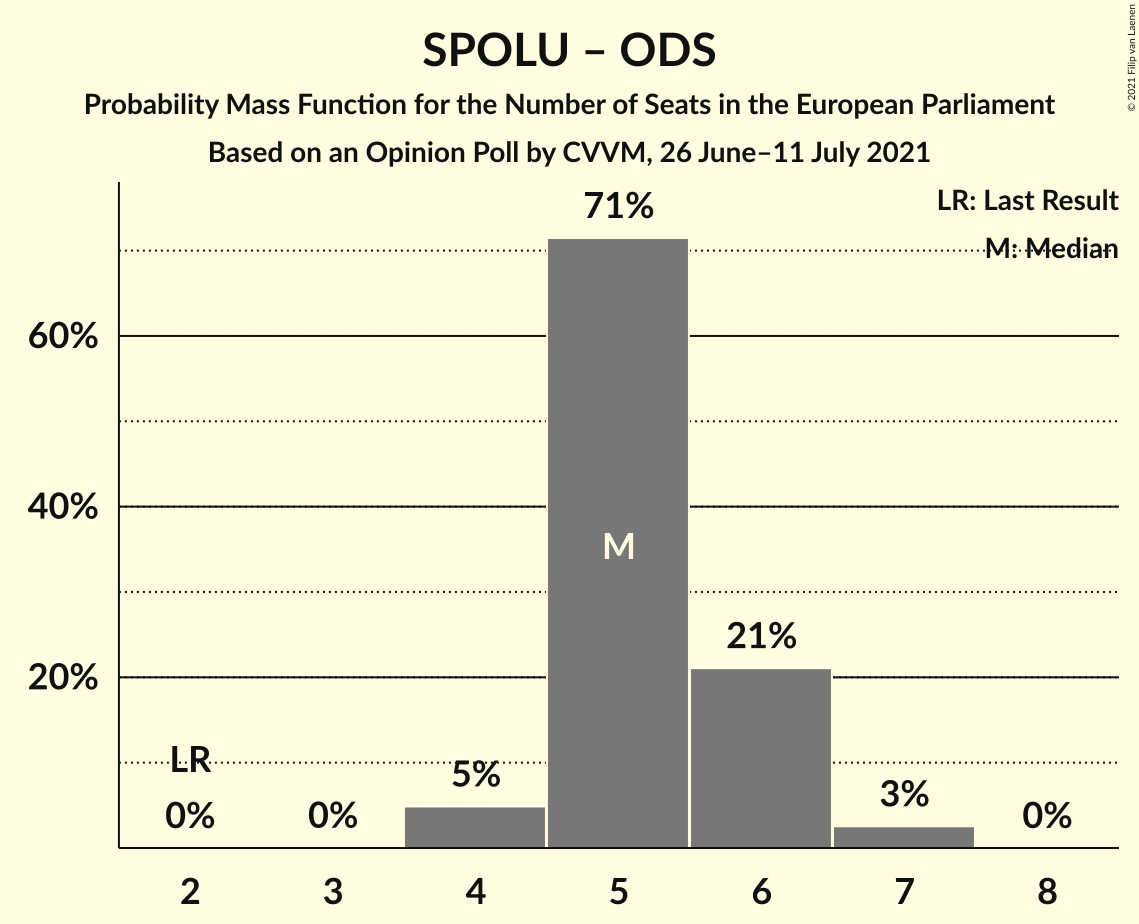 SPOLU – ODS
Probability Mass Function for the Number of Seats in the European Parliament
Based on an Opinion Poll by CVVM, 26 June–11 July 2021
© 2021 Filip van Laenen
LR: Last Result
M: Median
71%
60%
40%
M
21%
20%
LR
5%
3%
0%
0%
0%
2 3 4 5 6 7 8